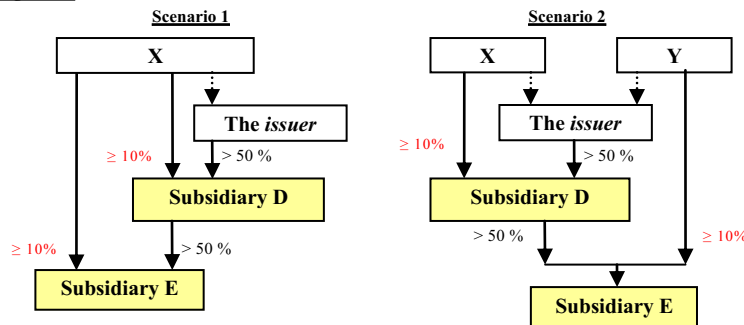 Scenario 1
X
The issuer
≥ 10%
> 50 %
Subsidiary D
≥ 10%
> 50 %
Subsidiary E
Scenario 2
X
Y
The issuer
≥ 10%
> 50 %
Subsidiary D
> 50 %
≥ 10%
Subsidiary E